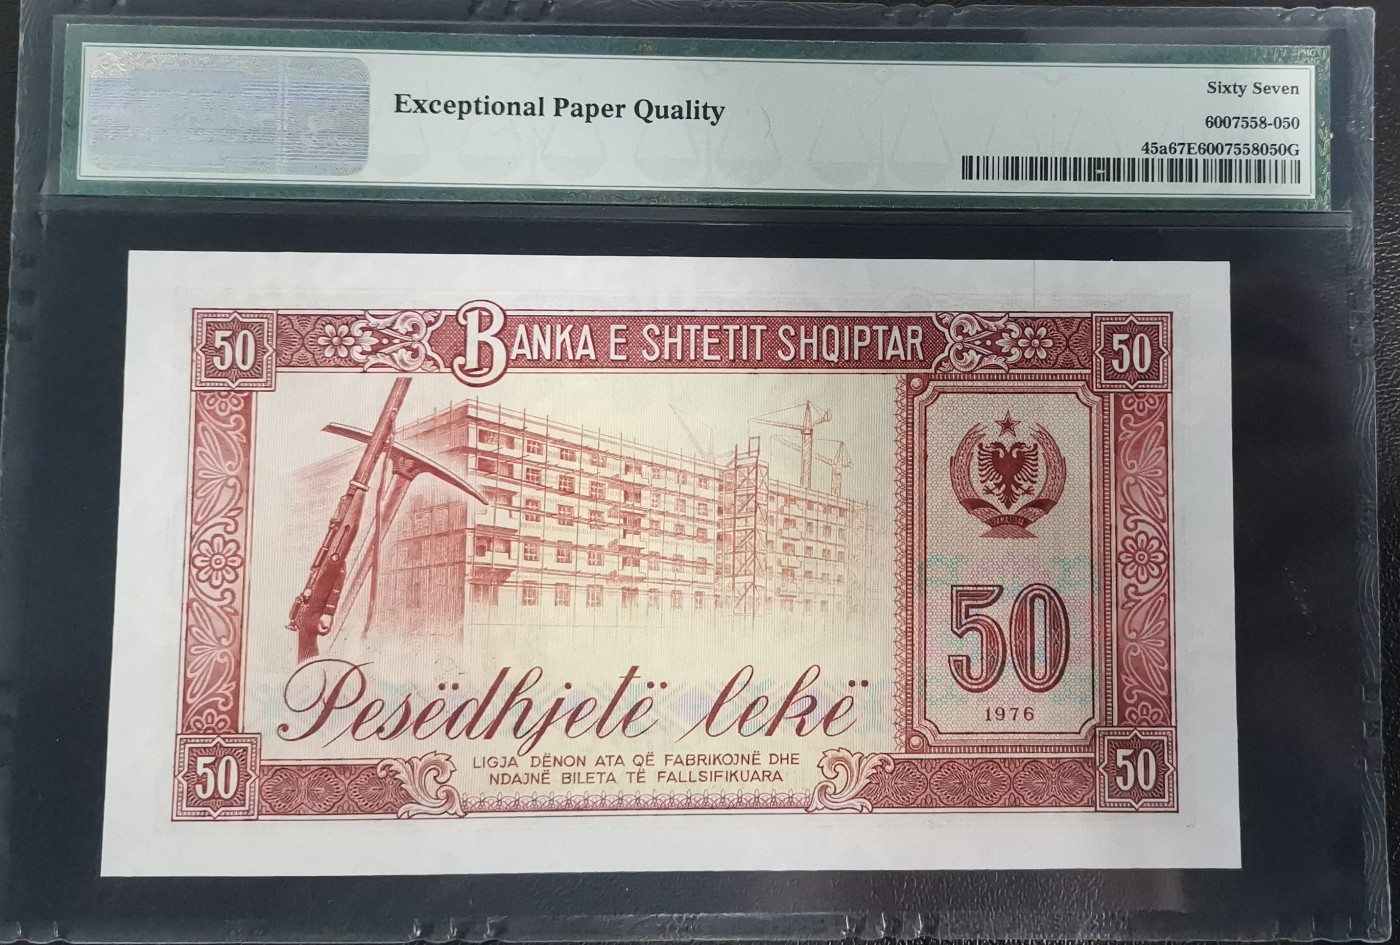 Exceptional Paper Quality
Sixty Seven
6007558-050
45a67E6007558050G
50
BANKA E SHTETIT SHQIPTAR
50
50
1976
Pesëdhjetë lekë
LIGJA DËNON ATA QË FABRIKOJNË DHE
NDAJNË BILETA TË FALLSIFIKUARA
50
50